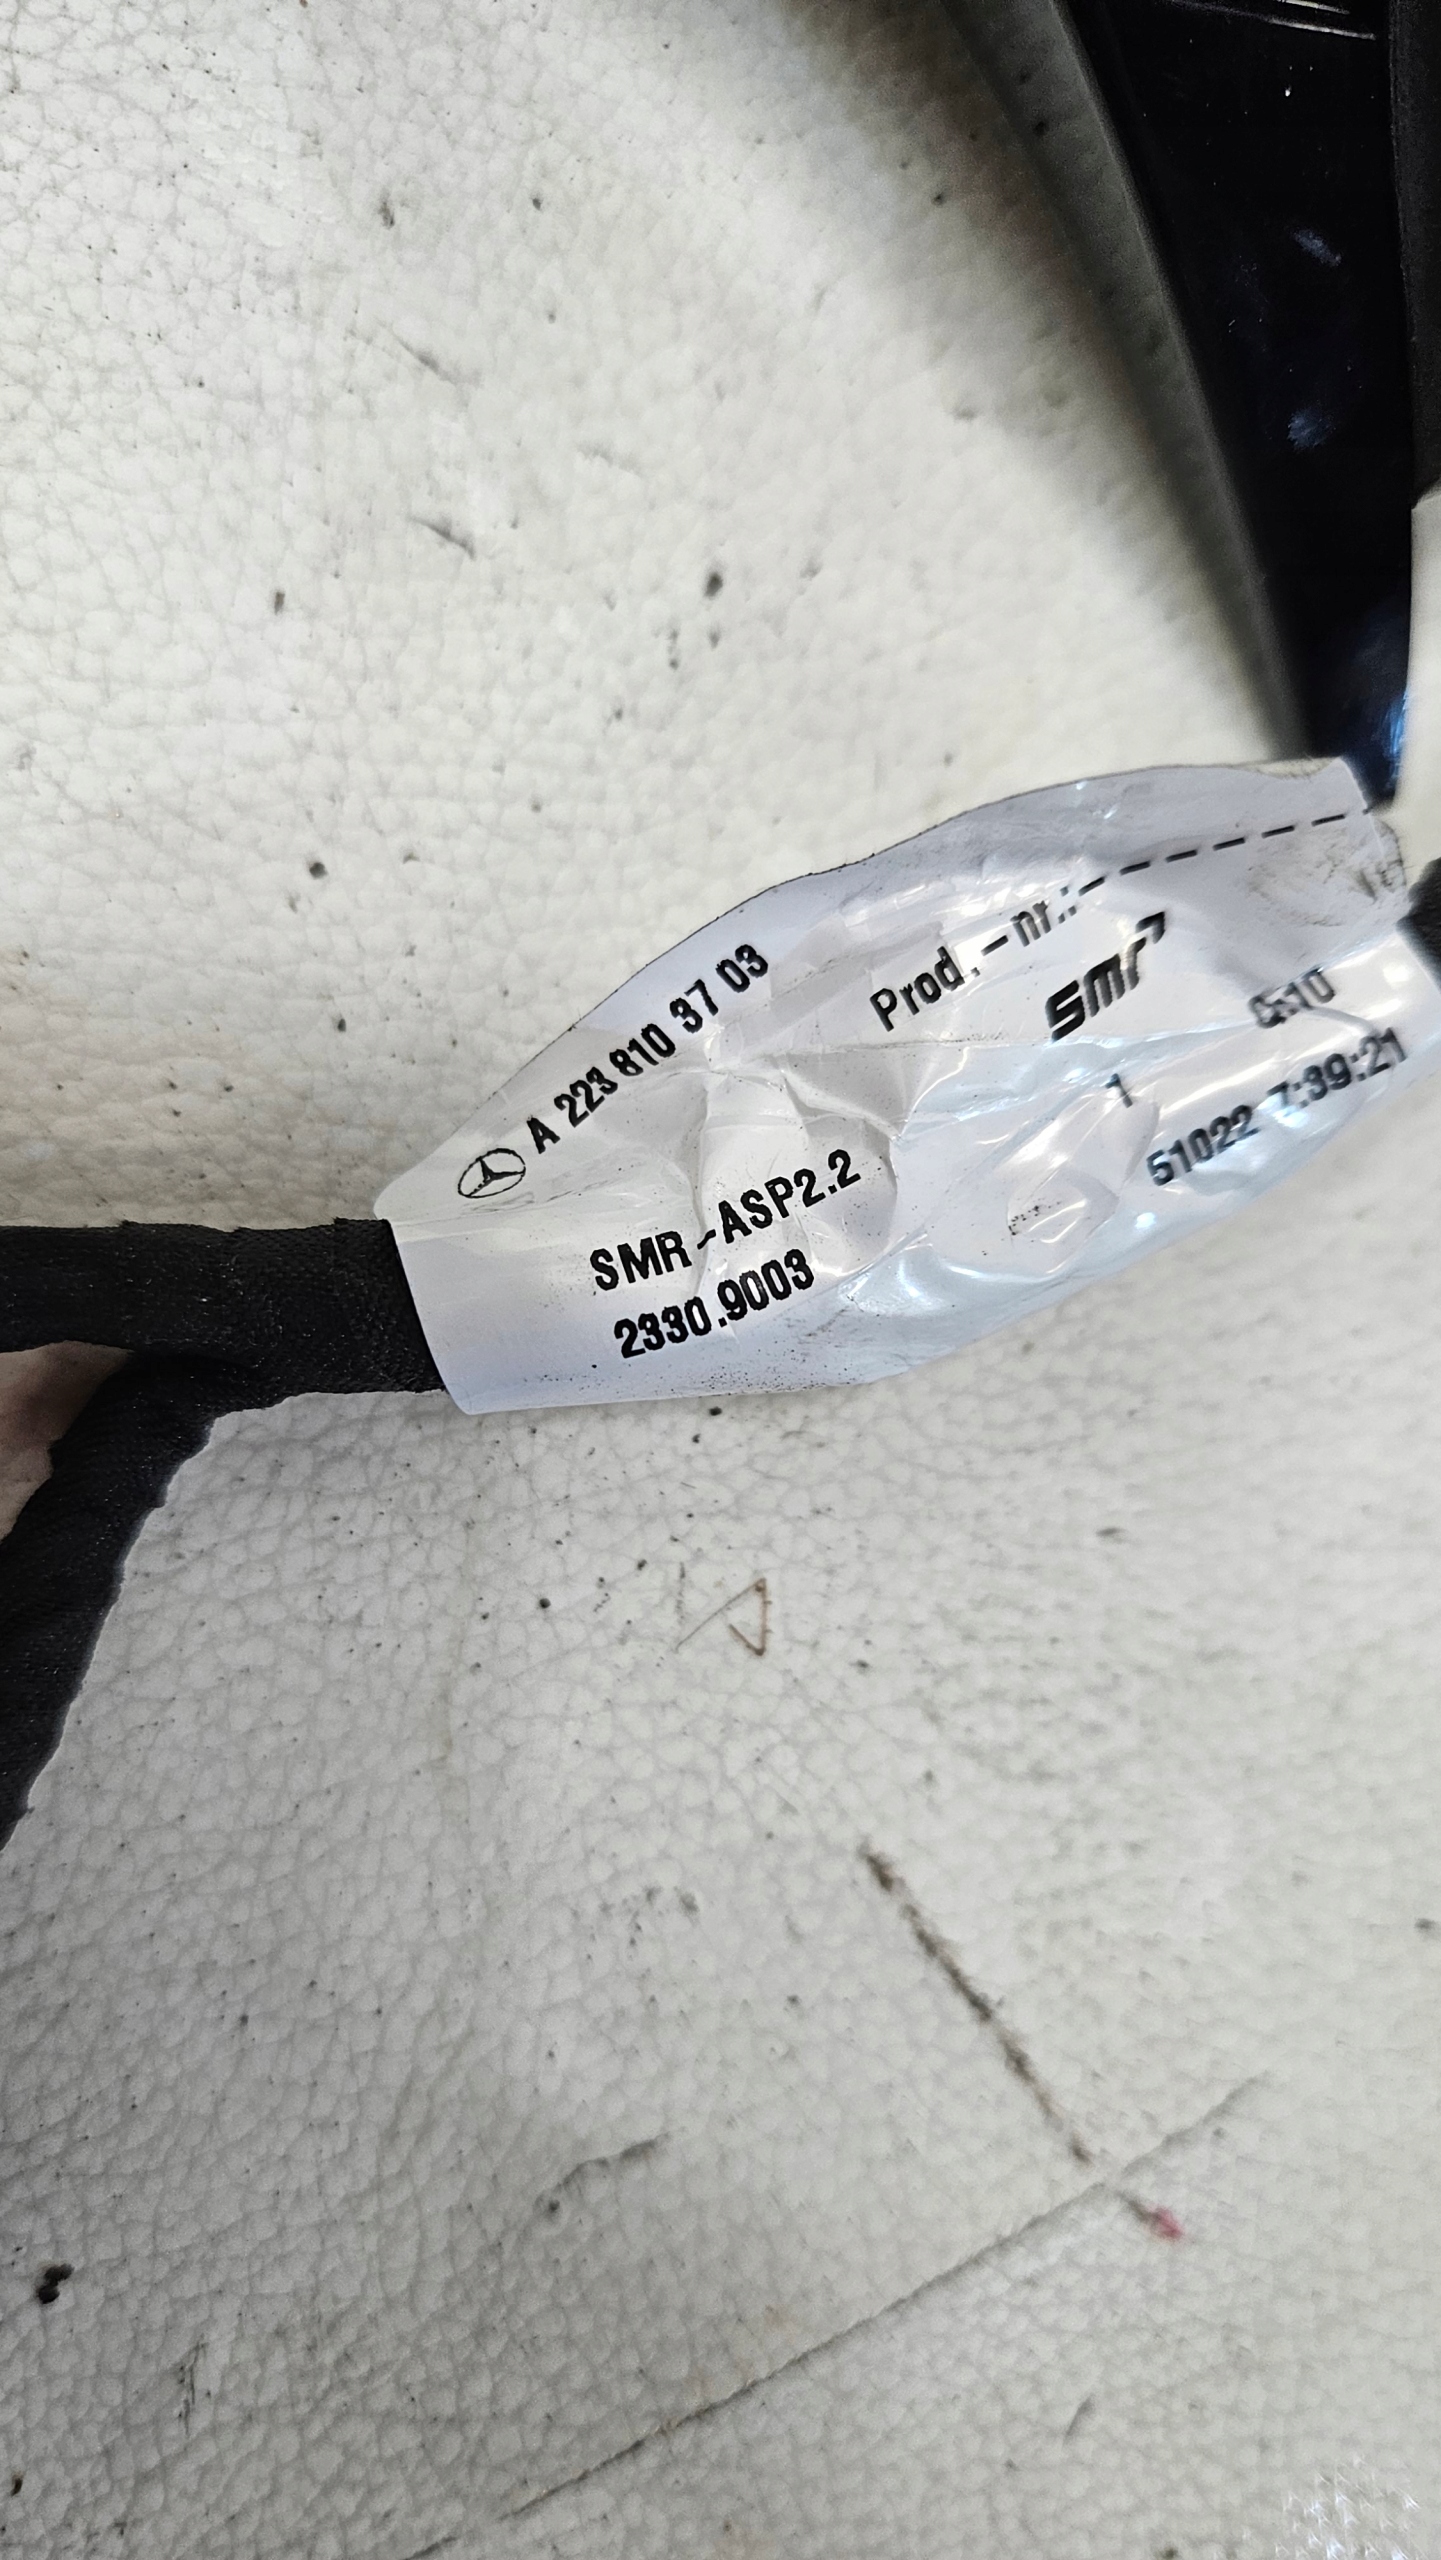 A 223 810 37 03
Prod.-nr.:
smr
SMR-ASP2.2
2330.9003
1
51022 7:39:21